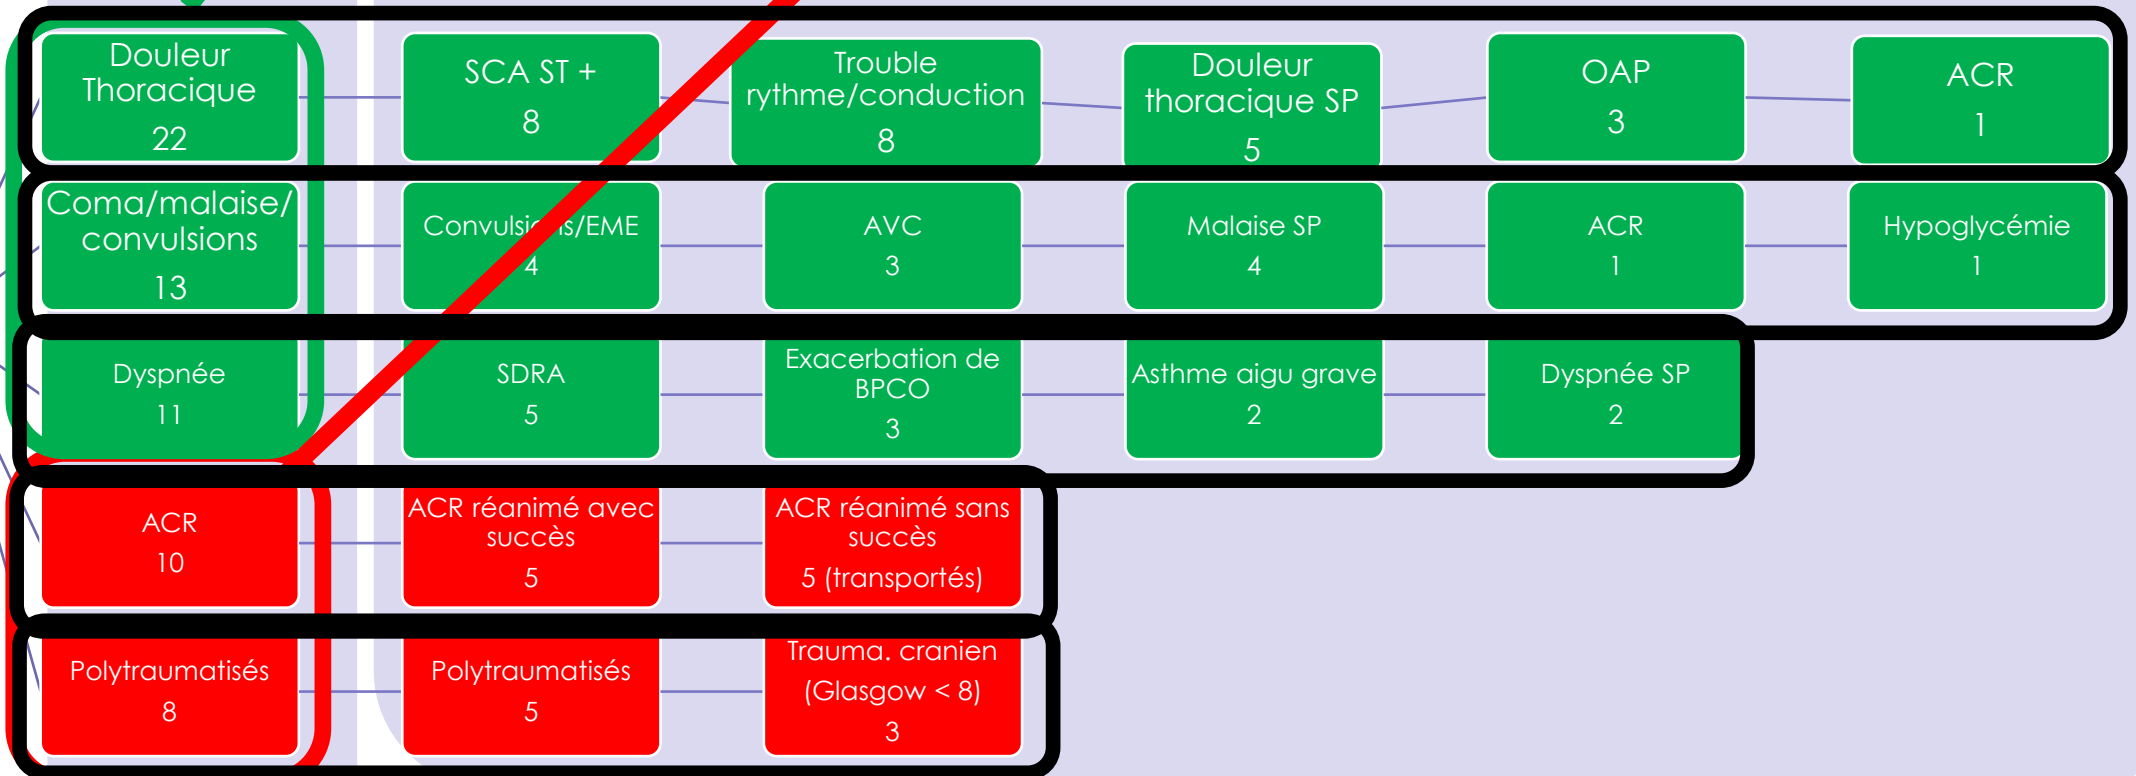 Douleur
Thoracique
22
SCA ST +
8
Trouble
rythme/conduction
8
Douleur
thoracique SP
5
OAP
3
ACR
1
Coma/malaise/
convulsions
13
Convulsions/EME
4
AVC
3
Malaise SP
4
ACR
1
Hypoglycémie
1
Dyspnée
11
SDRA
5
Exacerbation de
BPCO
3
Asthme aigu grave
2
Dyspnée SP
2
ACR
10
ACR réanimé avec
succès
5
ACR réanimé sans
succès
5 (transportés)
Polytraumatisés
8
Polytraumatisés
5
Trauma. cranien
(Glasgow < 8)
3